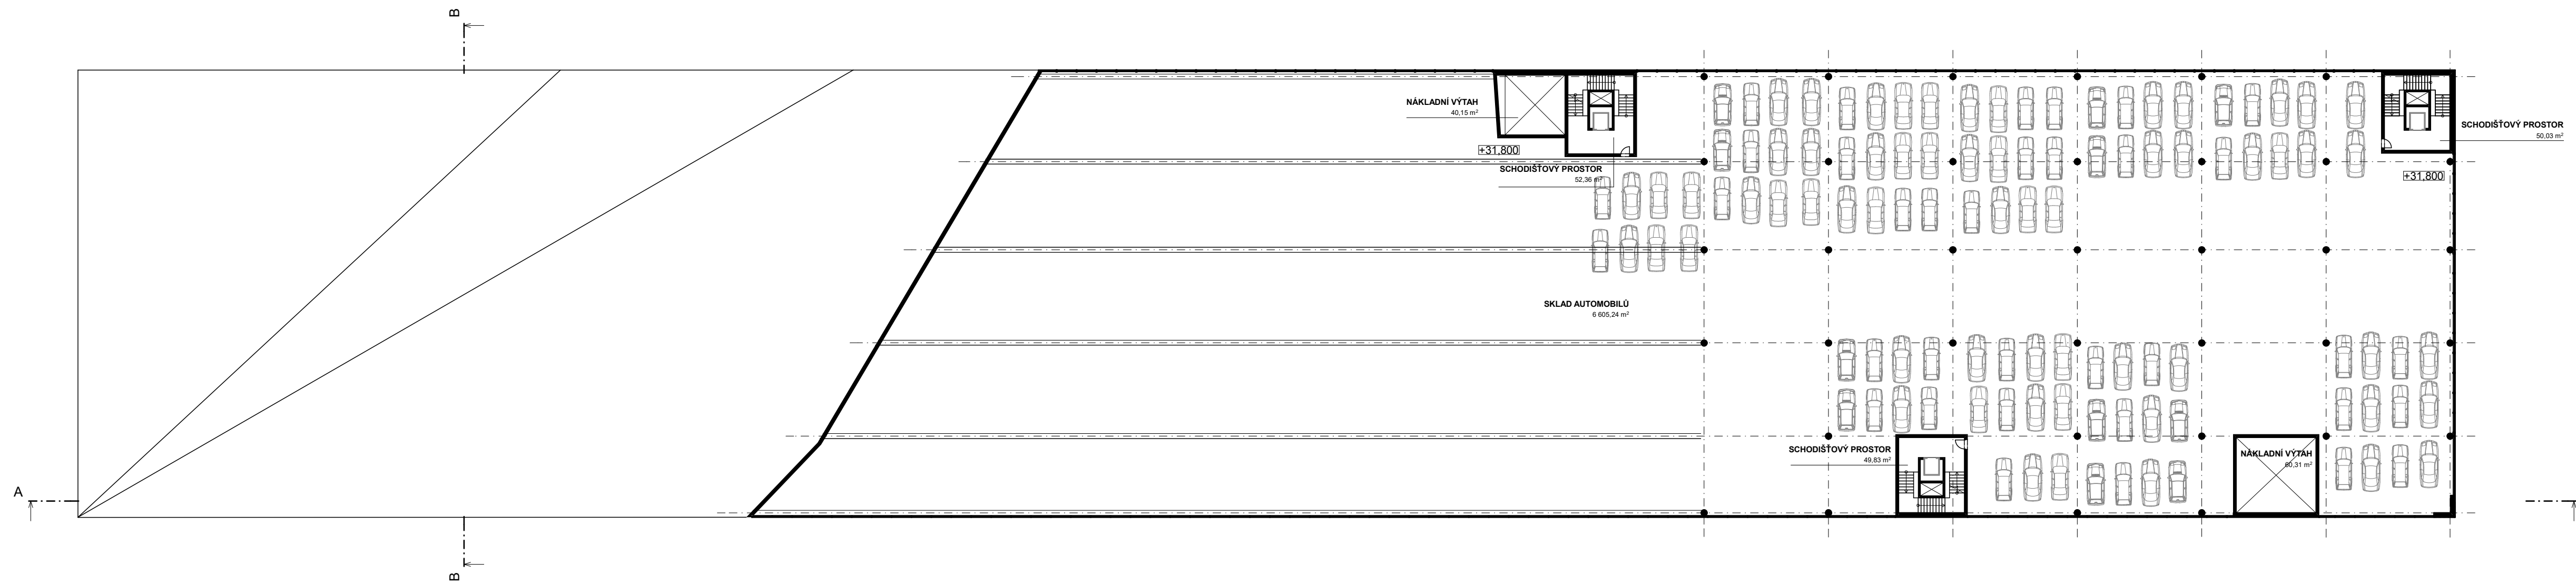 B
NÁKLADNÍ VÝTAH
40,15 m²
SCHODIŠŤOVÝ PROSTOR
50,03 m²
+31,800
SCHODIŠŤOVÝ PROSTOR
52,36 m²
+31,800
SKLAD AUTOMOBILŮ
6 605,24 m²
SCHODIŠŤOVÝ PROSTOR
49,83 m²
NÁKLADNÍ VÝTAH
60,31 m²
A
B